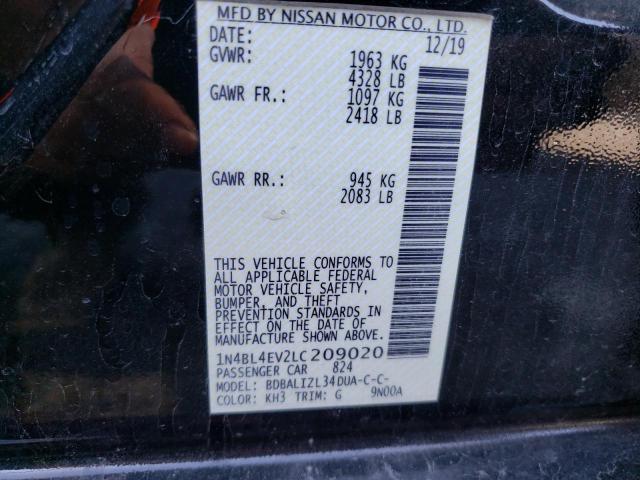 MFD BY NISSAN MOTOR CO., LTD.
DATE: 12/19
GVWR: 1963 KG
4328 LB
GAWR FR.: 1097 KG
2418 LB
GAWR RR.: 945 KG
2083 LB
THIS VEHICLE CONFORMS TO
ALL APPLICABLE FEDERAL
MOTOR VEHICLE SAFETY,
BUMPER, AND THEFT
PREVENTION STANDARDS IN
EFFECT ON THE DATE OF
MANUFACTURE SHOWN ABOVE.
1N4BL4EV2LC209020
PASSENGER CAR 824
MODEL: BDBALIZL34DUA-C-C-
COLOR: KH3 TRIM: G 9N00A